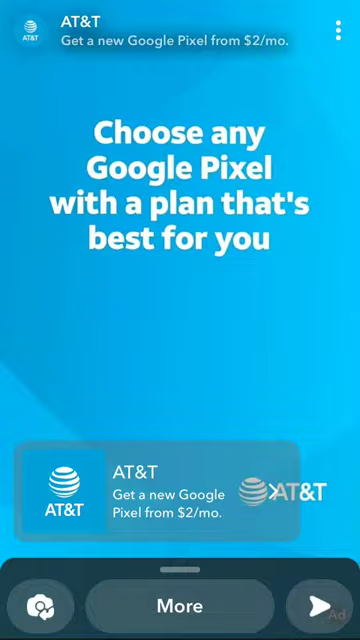 AT&T
AT&T
Get a new Google Pixel from $2/mo.
Choose any
Google Pixel
with a plan that's
best for you
AT&T
AT&T
Get a new Google
Pixel from $2/mo.
AT&T
More
Ad